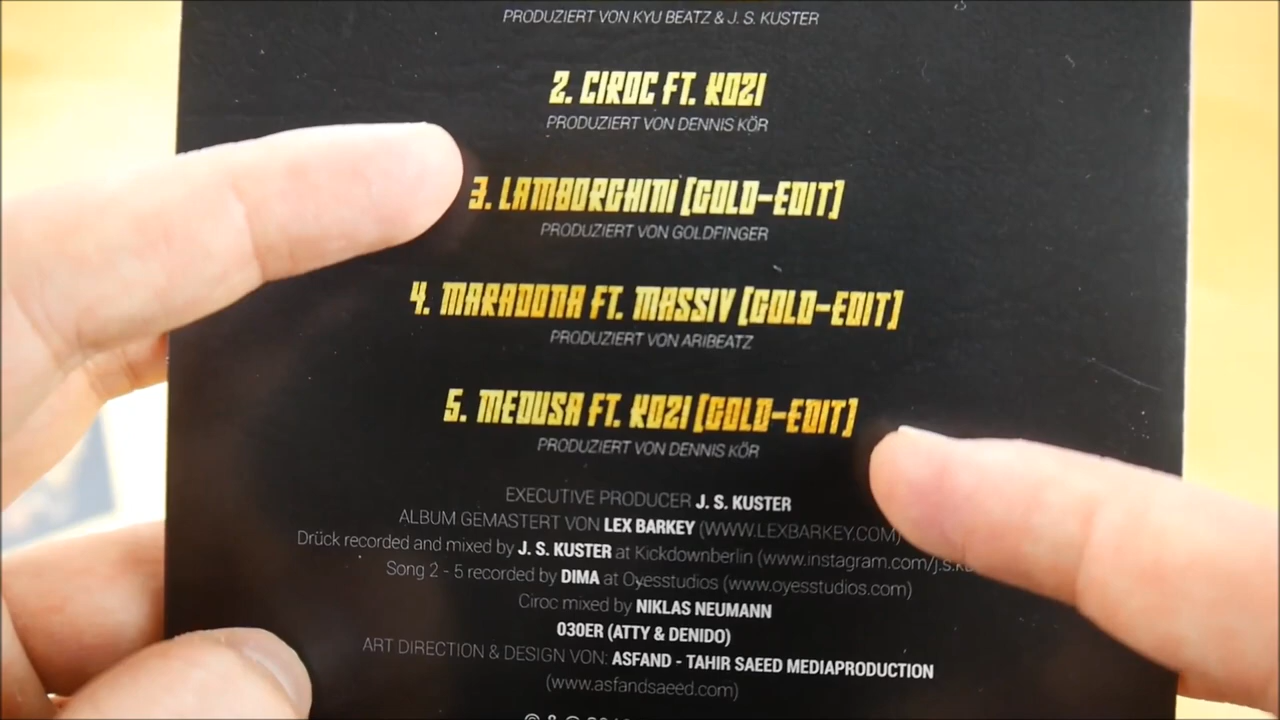 PRODUZIERT VON KYU BEATZ & J. S. KUSTER
2. CIROC FT. KOZI
PRODUZIERT VON DENNIS KÖR
3. LAMBORGHINI [GOLD-EDIT]
PRODUZIERT VON GOLDFINGER
4. MARADONA FT. MASSIV [GOLD-EDIT]
PRODUZIERT VON ARIBEATZ
5. MEDUSA FT. KOZI [GOLD-EDIT]
PRODUZIERT VON DENNIS KÖR
EXECUTIVE PRODUCER J. S. KUSTER
ALBUM GEMASTERT VON LEX BARKEY (WWW.LEXBARKEY.COM)
Drück recorded and mixed by J. S. KUSTER at Kickdownberlin (www.instagram.com/j.s.
Song 2 - 5 recorded by DIMA at Oyesstudios (www.oyesstudios.com)
Ciroc mixed by NIKLAS NEUMANN
030ER (ATTY & DENIDO)
ART DIRECTION & DESIGN VON: ASFAND - TAHIR SAEED MEDIAPRODUCTION
(www.asfandsaeed.com)